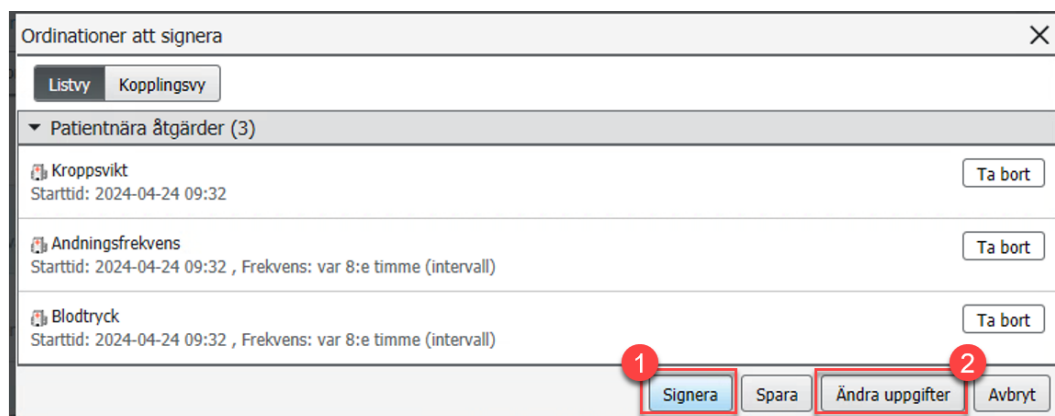 Ordinationer att signera
Listvy Kopplingsvy
Patientnära åtgärder (3)
Kroppsvikt
Ta bort
Starttid: 2024-04-24 09:32
Andningsfrekvens
Ta bort
Starttid: 2024-04-24 09:32 , Frekvens: var 8:e timme (intervall)
Blodtryck
Ta bort
Starttid: 2024-04-24 09:32 , Frekvens: var 8:e timme (intervall)
1 2
Signera Spara Ändra uppgifter Avbryt